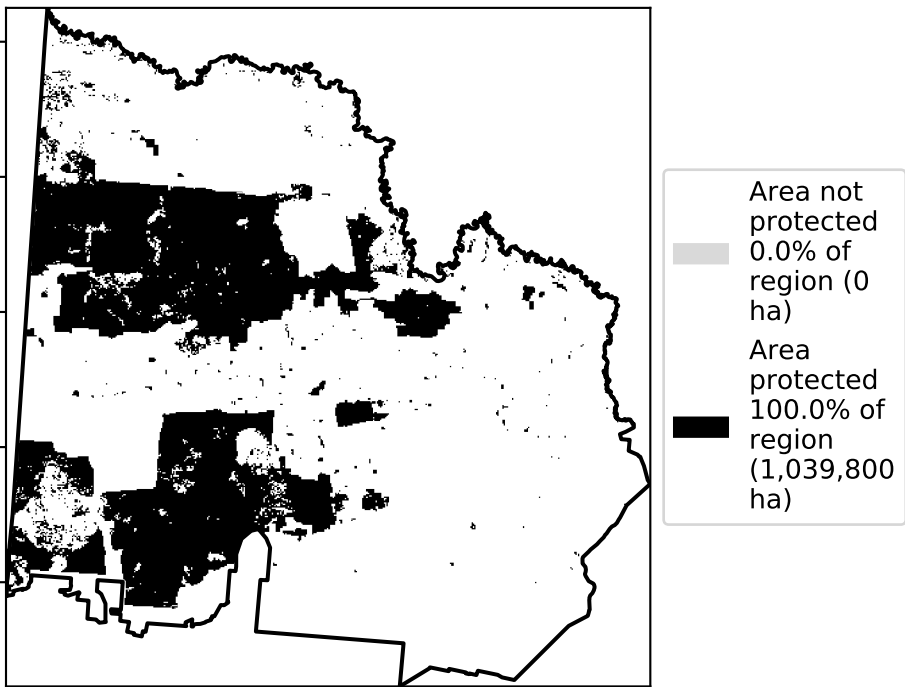 Area not
protected
0.0% of
region (0
ha)
Area
protected
100.0% of
region
(1,039,800
ha)